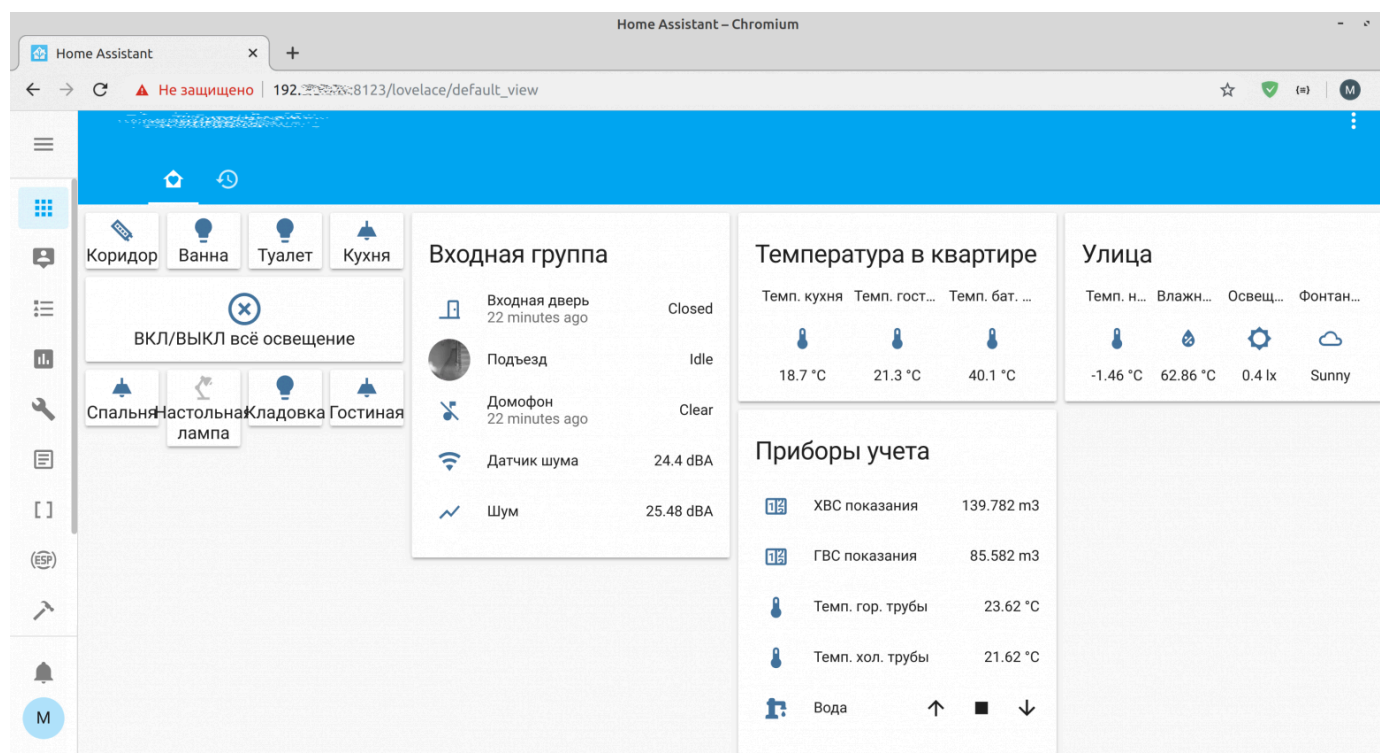 Home Assistant – Chromium
Home Assistant
Не защищено 192. :8123/lovelace/default_view
M
Коридор Ванна Туалет Кухня
ВКЛ/ВЫКЛ всё освещение
Спальня Настольная лампа Кладовка Гостиная
Входная группа
Входная дверь Closed
22 minutes ago
Подъезд Idle
Домофон Clear
22 minutes ago
Датчик шума 24.4 dBA
Шум 25.48 dBA
Температура в квартире
Темп. кухня Темп. гост... Темп. бат. ...
18.7 °C 21.3 °C 40.1 °C
Приборы учета
ХВС показания 139.782 m3
ГВС показания 85.582 m3
Темп. гор. трубы 23.62 °C
Темп. хол. трубы 21.62 °C
Вода
Улица
Темп. н... Влажн... Освещ... Фонтан...
-1.46 °C 62.86 °C 0.4 lx Sunny
[ ]
(ESP)
M